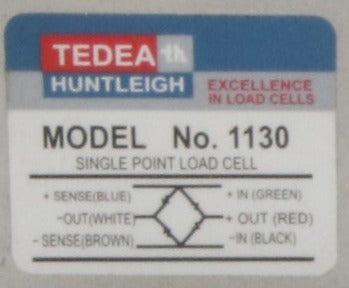 TEDEA th.
HUNTLEIGH
EXCELLENCE
IN LOAD CELLS
MODEL No. 1130
SINGLE POINT LOAD CELL
+ SENSE(BLUE) + IN (GREEN)
-OUT(WHITE) + OUT (RED)
- SENSE(BROWN) -IN (BLACK)